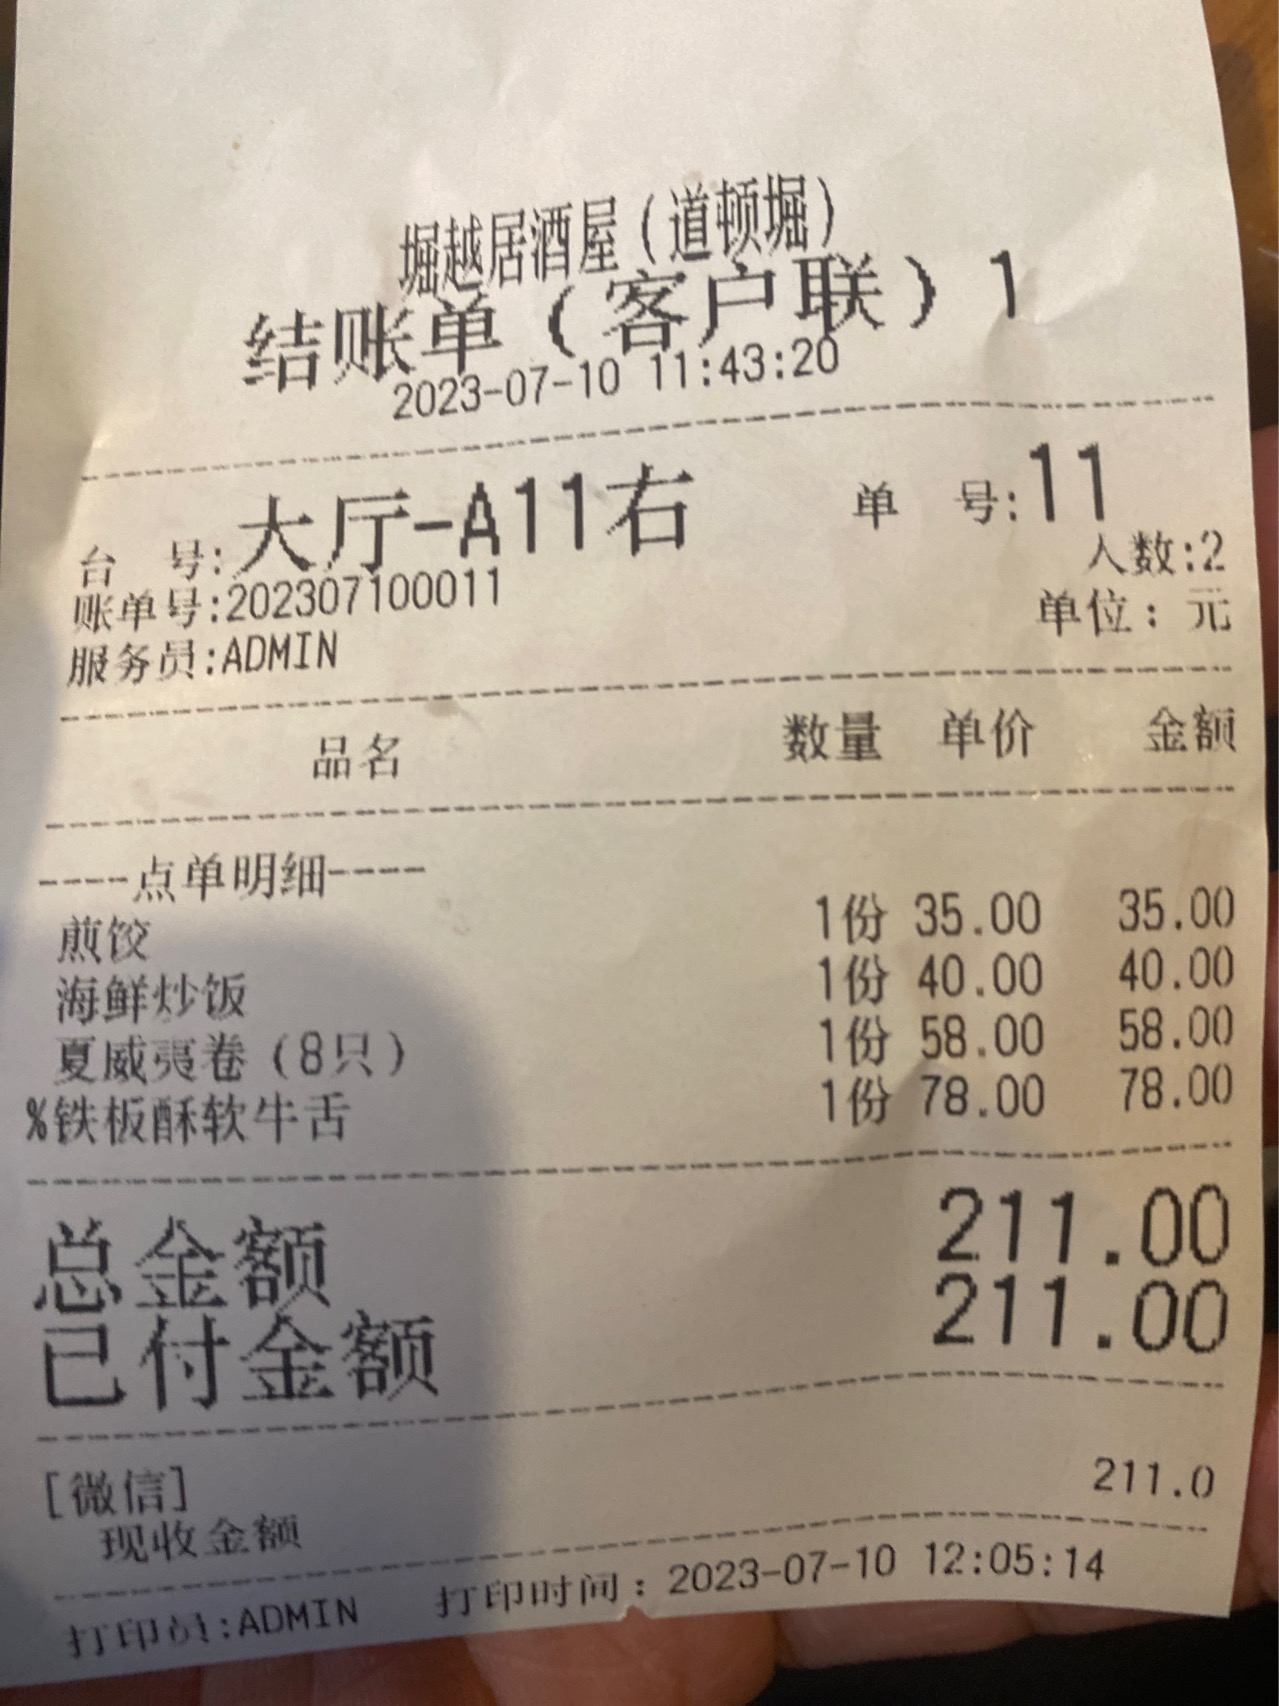 堀越居酒屋（道顿堀）
结账单（客户联）1
2023-07-10 11:43:20
台 号:大厅-A11右 单 号:11
账单号:202307100011 人数:2
服务员:ADMIN 单位：元
品名 数量 单价 金额
----点单明细----
煎饺 1份 35.00 35.00
海鲜炒饭 1份 40.00 40.00
夏威夷卷（8只） 1份 58.00 58.00
%铁板酥软牛舌 1份 78.00 78.00
总金额 211.00
已付金额 211.00
[微信] 211.0
现收金额
打印员:ADMIN 打印时间：2023-07-10 12:05:14